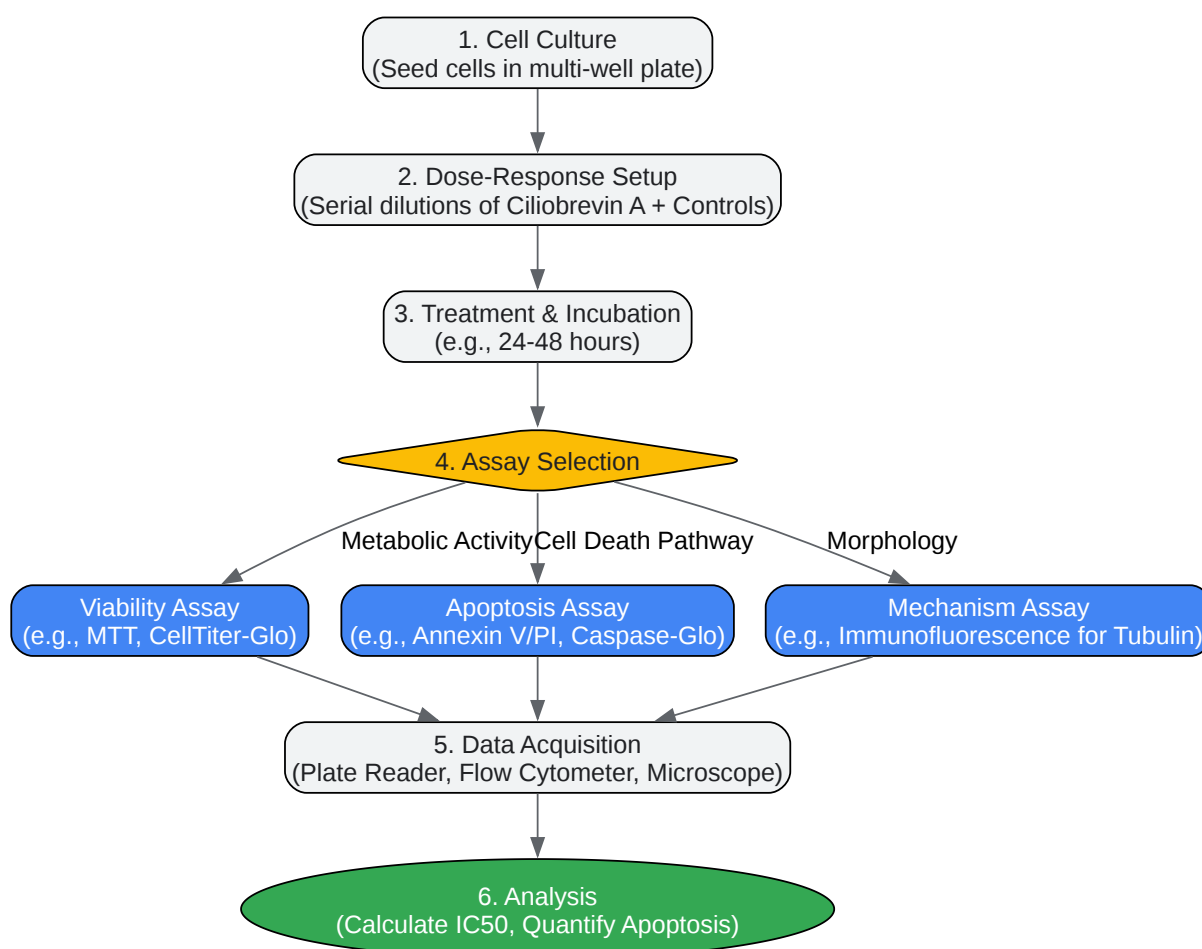 1. Cell Culture
(Seed cells in multi-well plate)
2. Dose-Response Setup
(Serial dilutions of Ciliobrevin A + Controls)
3. Treatment & Incubation
(e.g., 24-48 hours)
4. Assay Selection
Metabolic Activity
Cell Death Pathway
Morphology
Viability Assay
(e.g., MTT, CellTiter-Glo)
Apoptosis Assay
(e.g., Annexin V/PI, Caspase-Glo)
Mechanism Assay
(e.g., Immunofluorescence for Tubulin)
5. Data Acquisition
(Plate Reader, Flow Cytometer, Microscope)
6. Analysis
(Calculate IC50, Quantify Apoptosis)